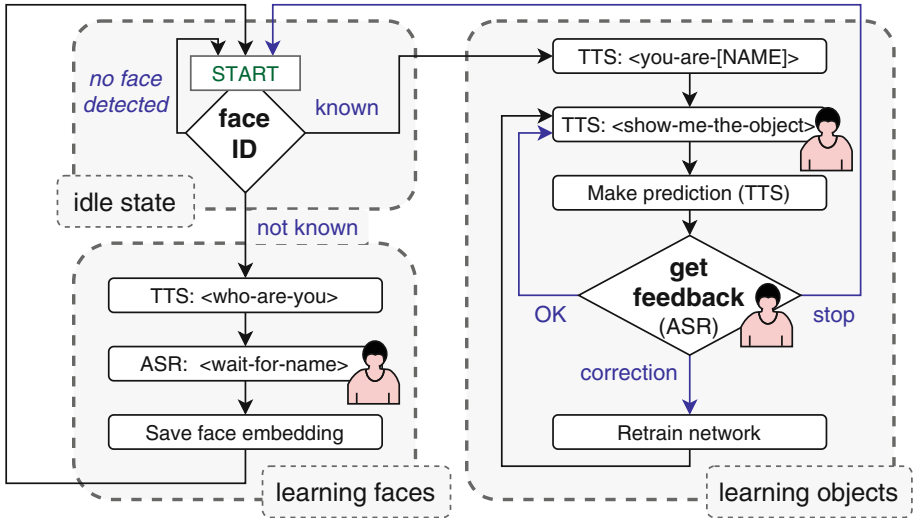 START
no face
detected
face
ID
known
idle state
not known
TTS: <who-are-you>
ASR: <wait-for-name>
Save face embedding
learning faces
TTS: <you-are-[NAME]>
TTS: <show-me-the-object>
Make prediction (TTS)
get
feedback
(ASR)
OK
stop
correction
Retrain network
learning objects